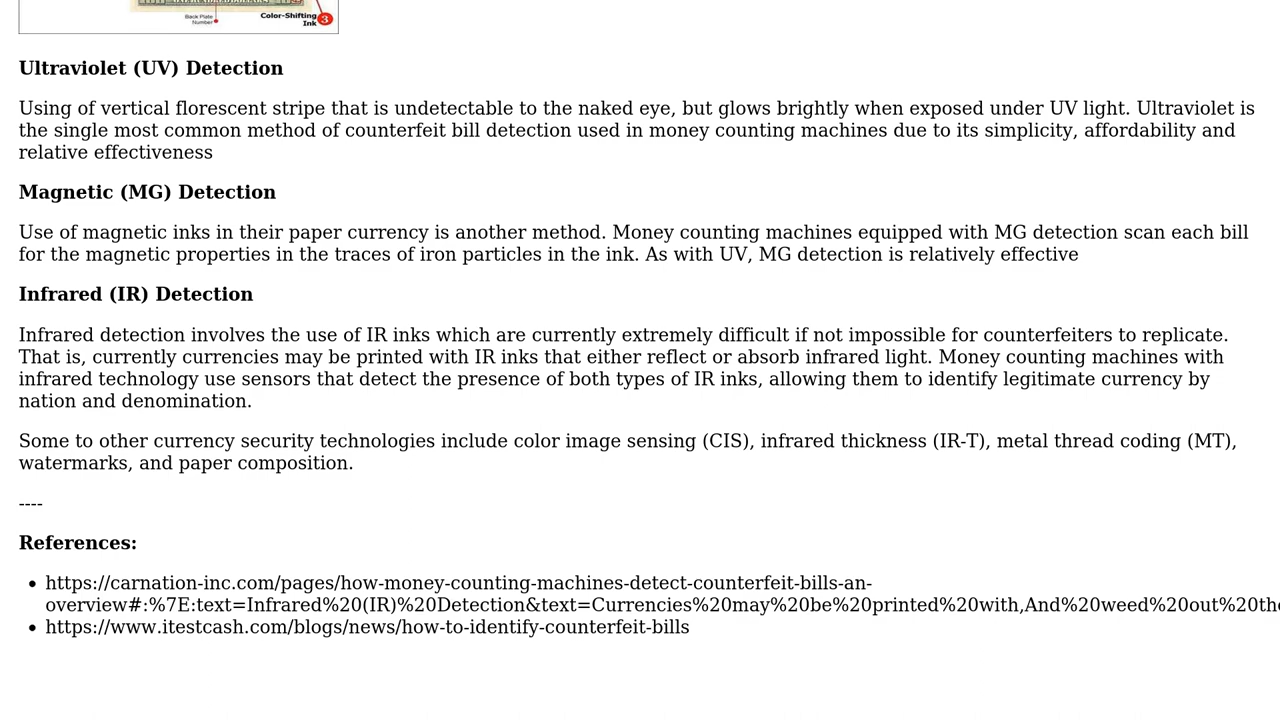 Back Plate
Number
Color-Shifting
Ink 3
Ultraviolet (UV) Detection
Using of vertical florescent stripe that is undetectable to the naked eye, but glows brightly when exposed under UV light. Ultraviolet is
the single most common method of counterfeit bill detection used in money counting machines due to its simplicity, affordability and
relative effectiveness
Magnetic (MG) Detection
Use of magnetic inks in their paper currency is another method. Money counting machines equipped with MG detection scan each bill
for the magnetic properties in the traces of iron particles in the ink. As with UV, MG detection is relatively effective
Infrared (IR) Detection
Infrared detection involves the use of IR inks which are currently extremely difficult if not impossible for counterfeiters to replicate.
That is, currently currencies may be printed with IR inks that either reflect or absorb infrared light. Money counting machines with
infrared technology use sensors that detect the presence of both types of IR inks, allowing them to identify legitimate currency by
nation and denomination.
Some to other currency security technologies include color image sensing (CIS), infrared thickness (IR-T), metal thread coding (MT),
watermarks, and paper composition.
----
References:
• https://carnation-inc.com/pages/how-money-counting-machines-detect-counterfeit-bills-an-
overview#:%7E:text=Infrared%20(IR)%20Detection&text=Currencies%20may%20be%20printed%20with,And%20weed%20out%20the
• https://www.itestcash.com/blogs/news/how-to-identify-counterfeit-bills